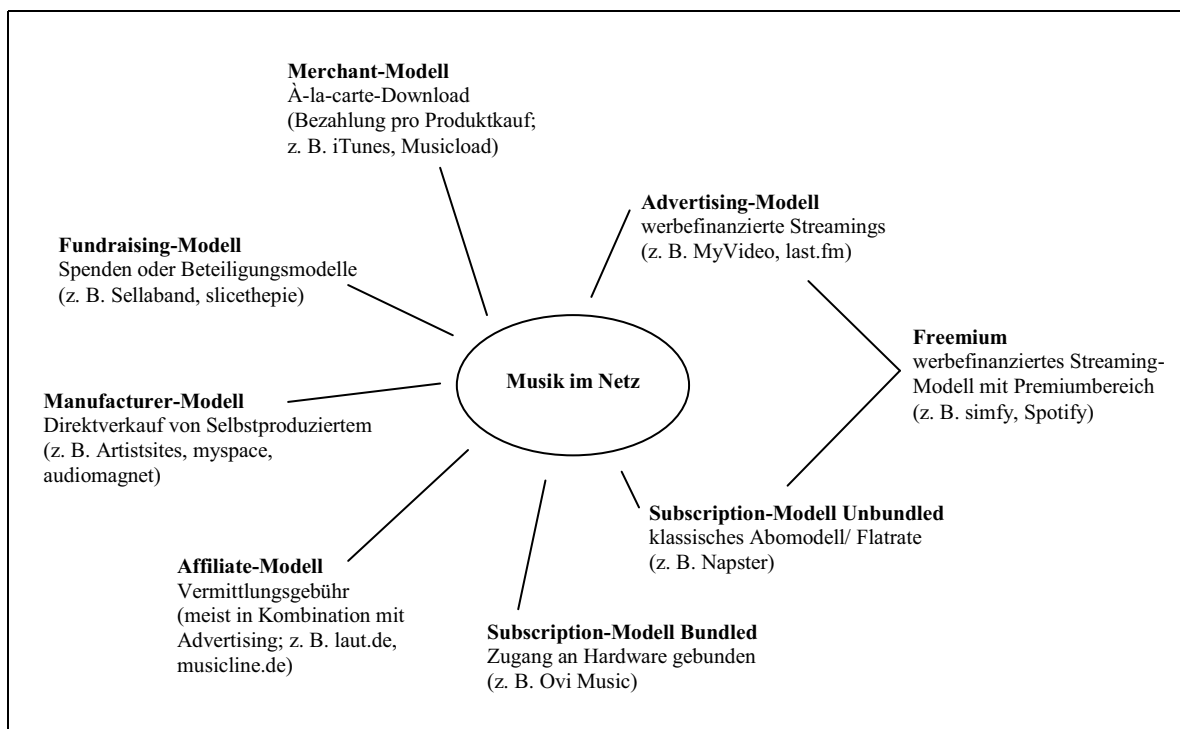 Merchant-Modell
À-la-carte-Download
(Bezahlung pro Produktkauf;
z. B. iTunes, Musicload)
Advertising-Modell
werbefinanzierte Streamings
(z. B. MyVideo, last.fm)
Fundraising-Modell
Spenden oder Beteiligungsmodelle
(z. B. Sellaband, slicethepie)
Freemium
werbefinanziertes Streaming-
Modell mit Premiumbereich
(z. B. simfy, Spotify)
Musik im Netz
Manufacturer-Modell
Direktverkauf von Selbstproduziertem
(z. B. Artistsites, myspace,
audiomagnet)
Subscription-Modell Unbundled
klassisches Abomodell/ Flatrate
(z. B. Napster)
Affiliate-Modell
Vermittlungsgebühr
(meist in Kombination mit
Advertising; z. B. laut.de,
musicline.de)
Subscription-Modell Bundled
Zugang an Hardware gebunden
(z. B. Ovi Music)